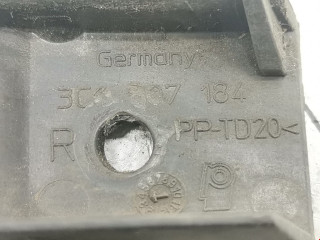 Germany
3C 807 184
R
PP-TD20<